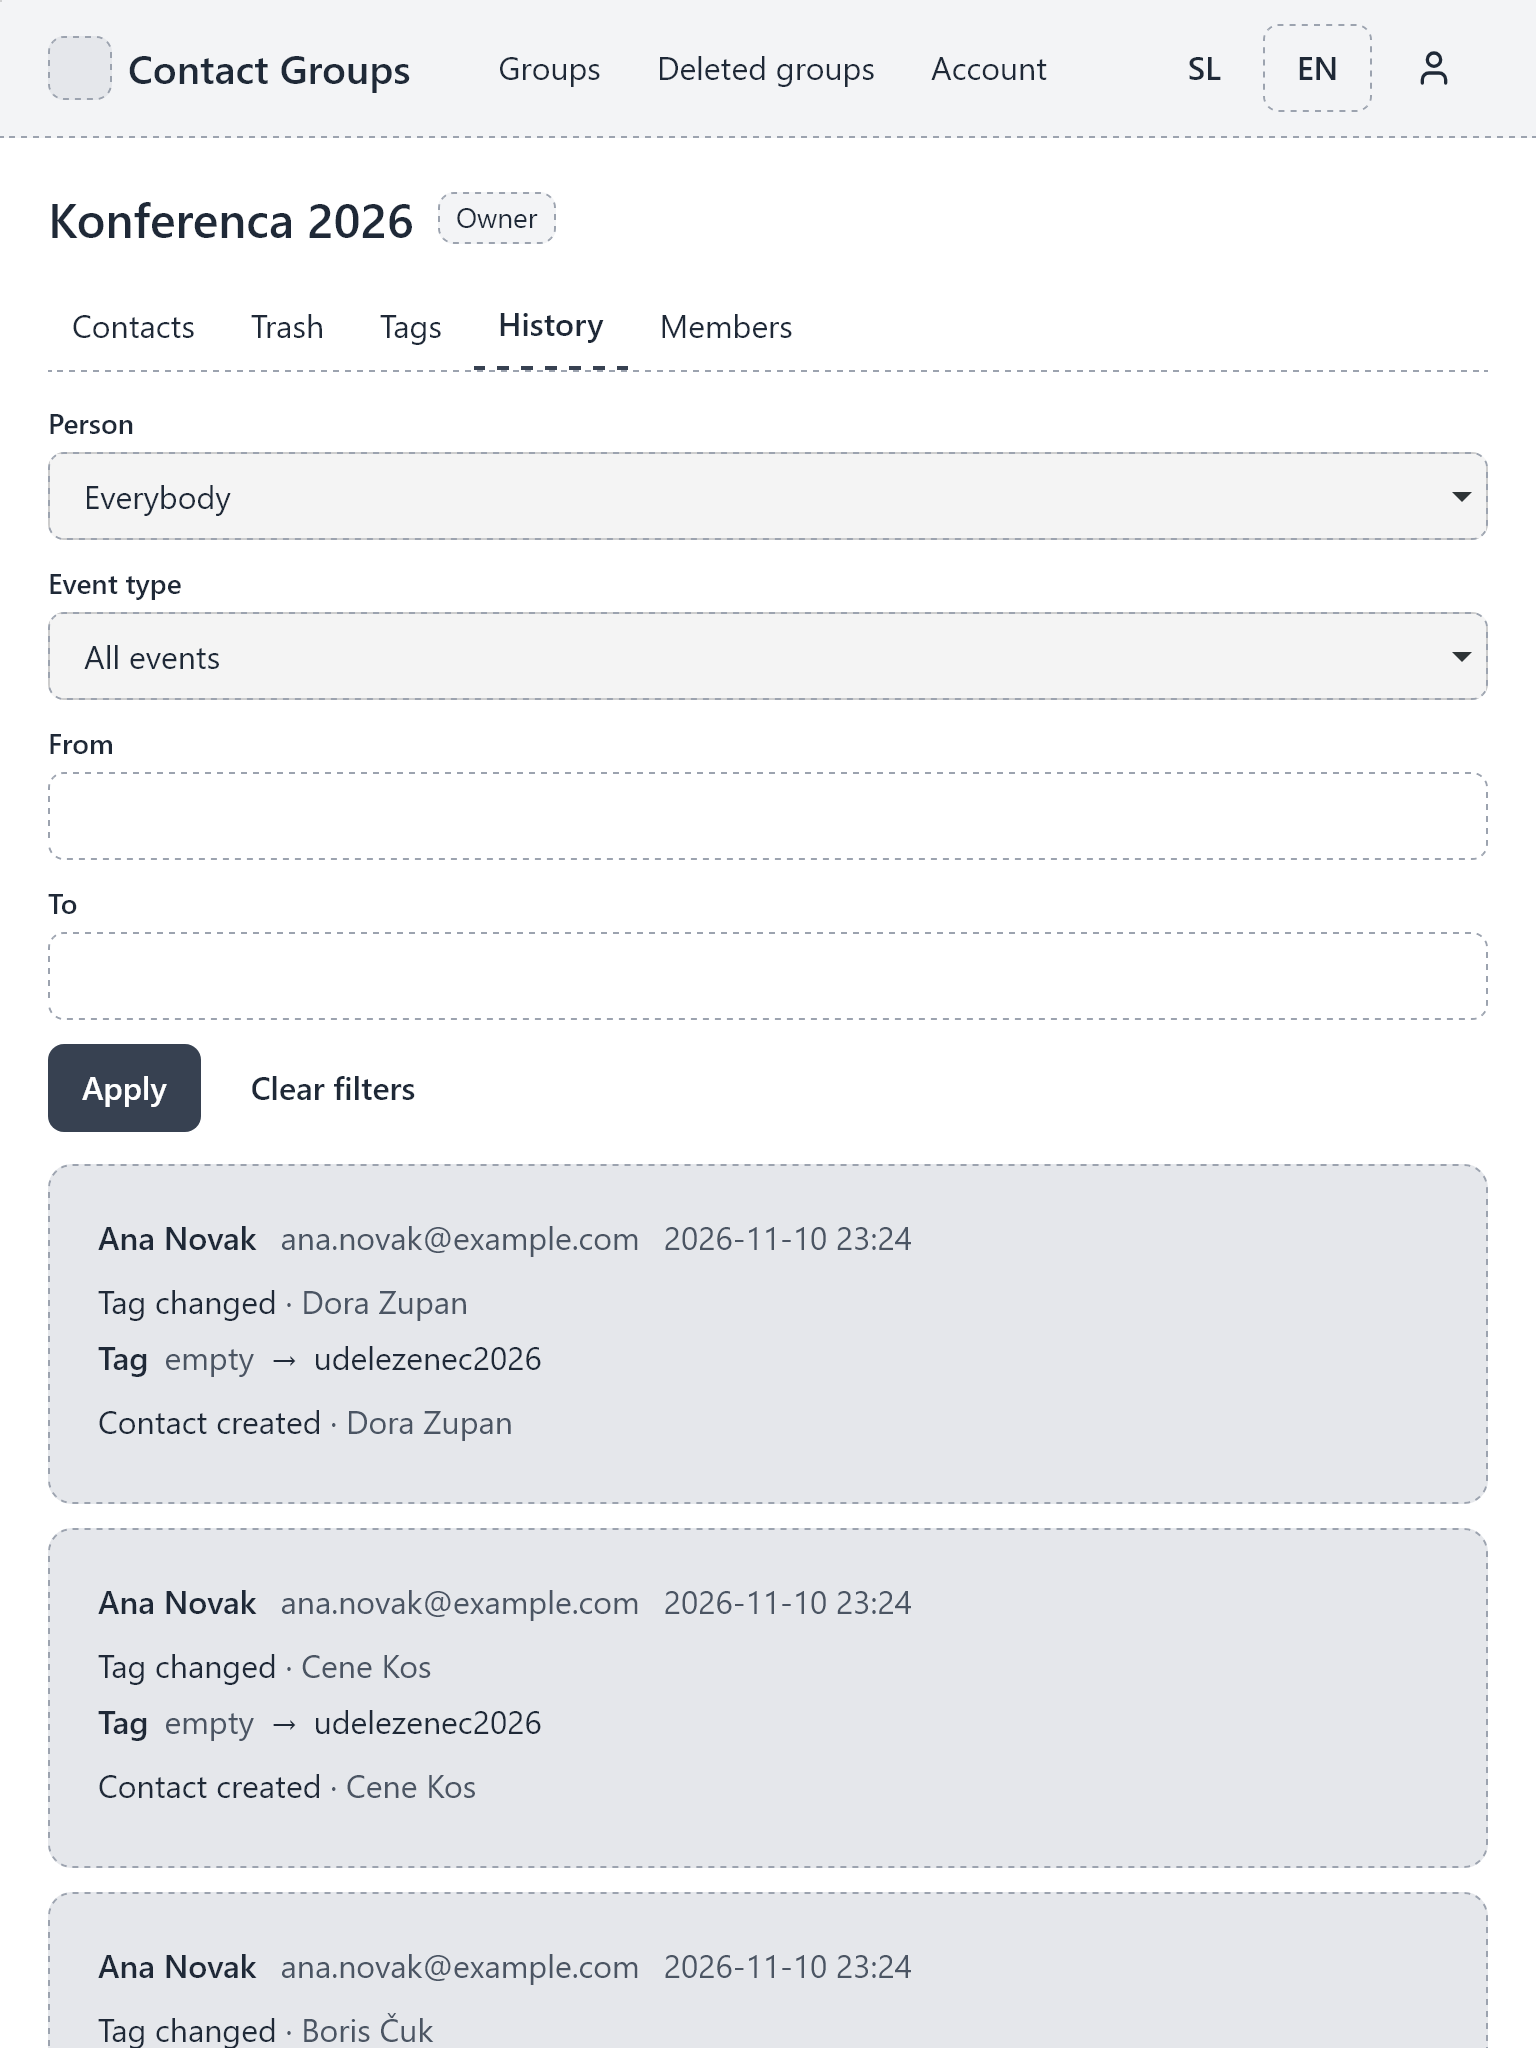 Contact Groups Groups Deleted groups Account SL EN
Konferenca 2026 Owner
Contacts Trash Tags History Members
Person
Everybody
Event type
All events
From
To
Apply Clear filters
Ana Novak ana.novak@example.com 2026-11-10 23:24
Tag changed · Dora Zupan
Tag empty → udelezenec2026
Contact created · Dora Zupan
Ana Novak ana.novak@example.com 2026-11-10 23:24
Tag changed · Cene Kos
Tag empty → udelezenec2026
Contact created · Cene Kos
Ana Novak ana.novak@example.com 2026-11-10 23:24
Tag changed · Boris Čuk